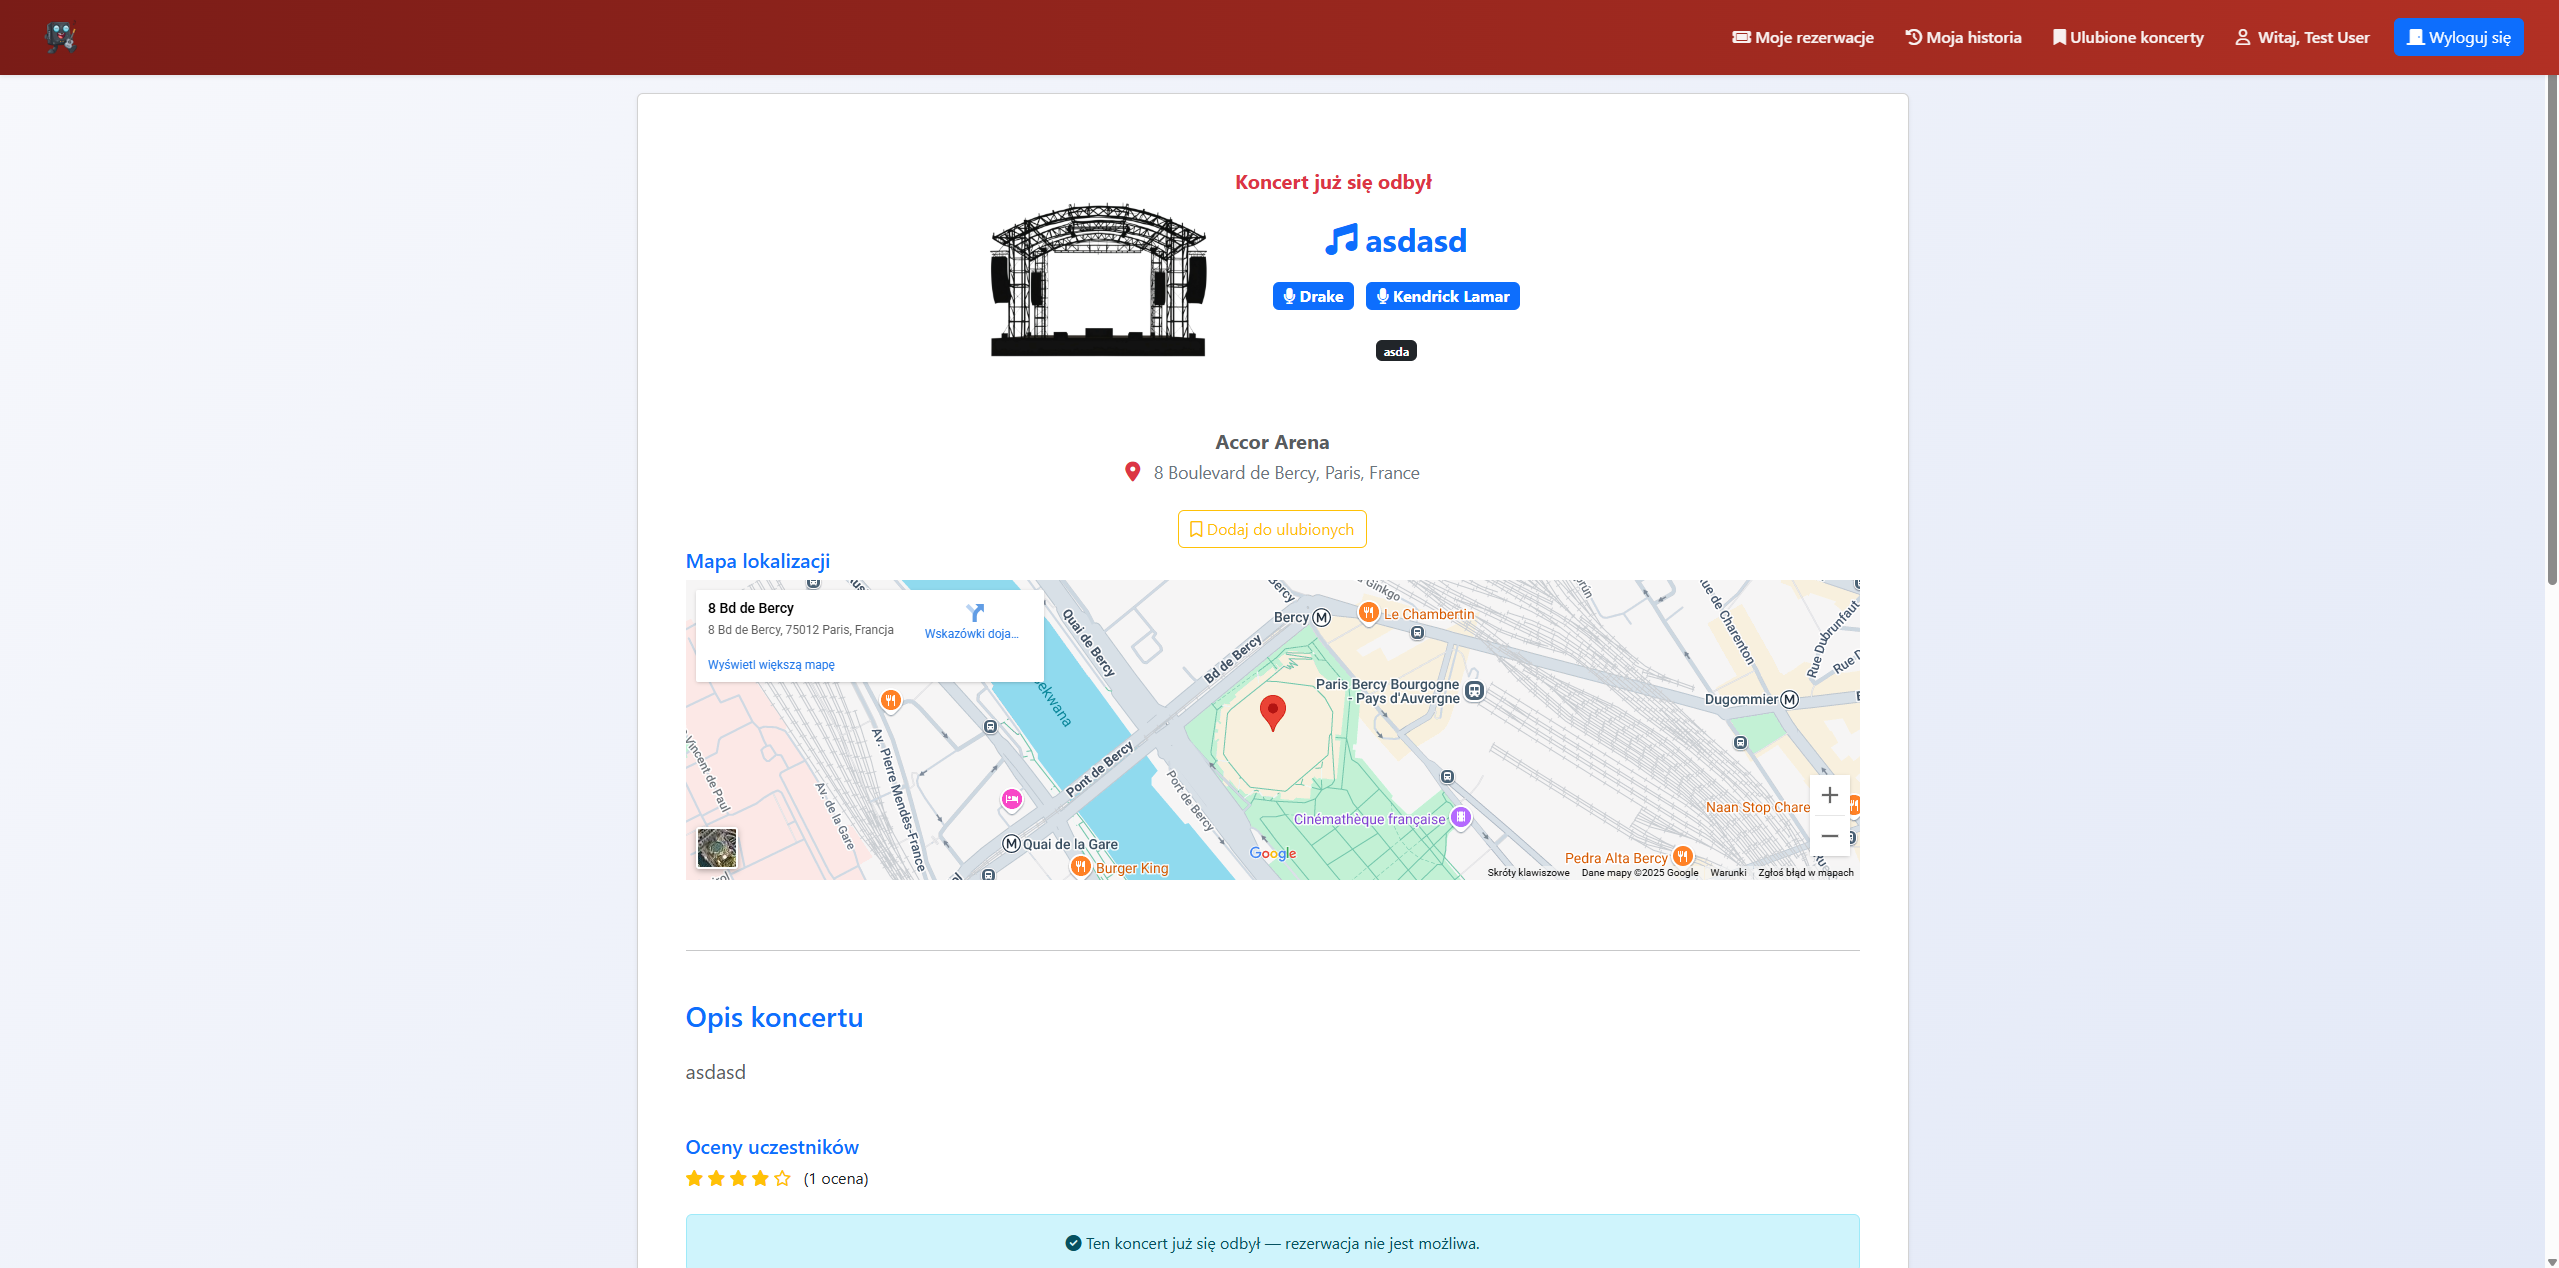 Moje rezerwacje
Moja historia
Ulubione koncerty
Witaj, Test User
Wyloguj się
Koncert już się odbył
asdasd
Drake
Kendrick Lamar
asda
Accor Arena
8 Boulevard de Bercy, Paris, France
Dodaj do ulubionych
Mapa lokalizacji
8 Bd de Bercy
8 Bd de Bercy, 75012 Paris, Francja
Wskazówki doja...
Wyświetl większą mapę
Quai de Bercy
Bercy
Bercy
Ginkgo
Le Chambertin
Rue de Charenton
Rue Dubrunfaut
Bd de Bercy
Paris Bercy Bourgogne
- Pays d'Auvergne
Dugommier
Vincent de Paul
Av. Pierre Mendès-France
Av. de la Gare
Pont de Bercy
Port de Bercy
Quai de la Gare
Burger King
Cinémathèque française
Naan Stop Chare
Pedra Alta Bercy
Google
Skróty klawiszowe
Dane mapy ©2025 Google
Warunki
Zgłoś błąd w mapach
Opis koncertu
asdasd
Oceny uczestników
(1 ocena)
Ten koncert już się odbył — rezerwacja nie jest możliwa.